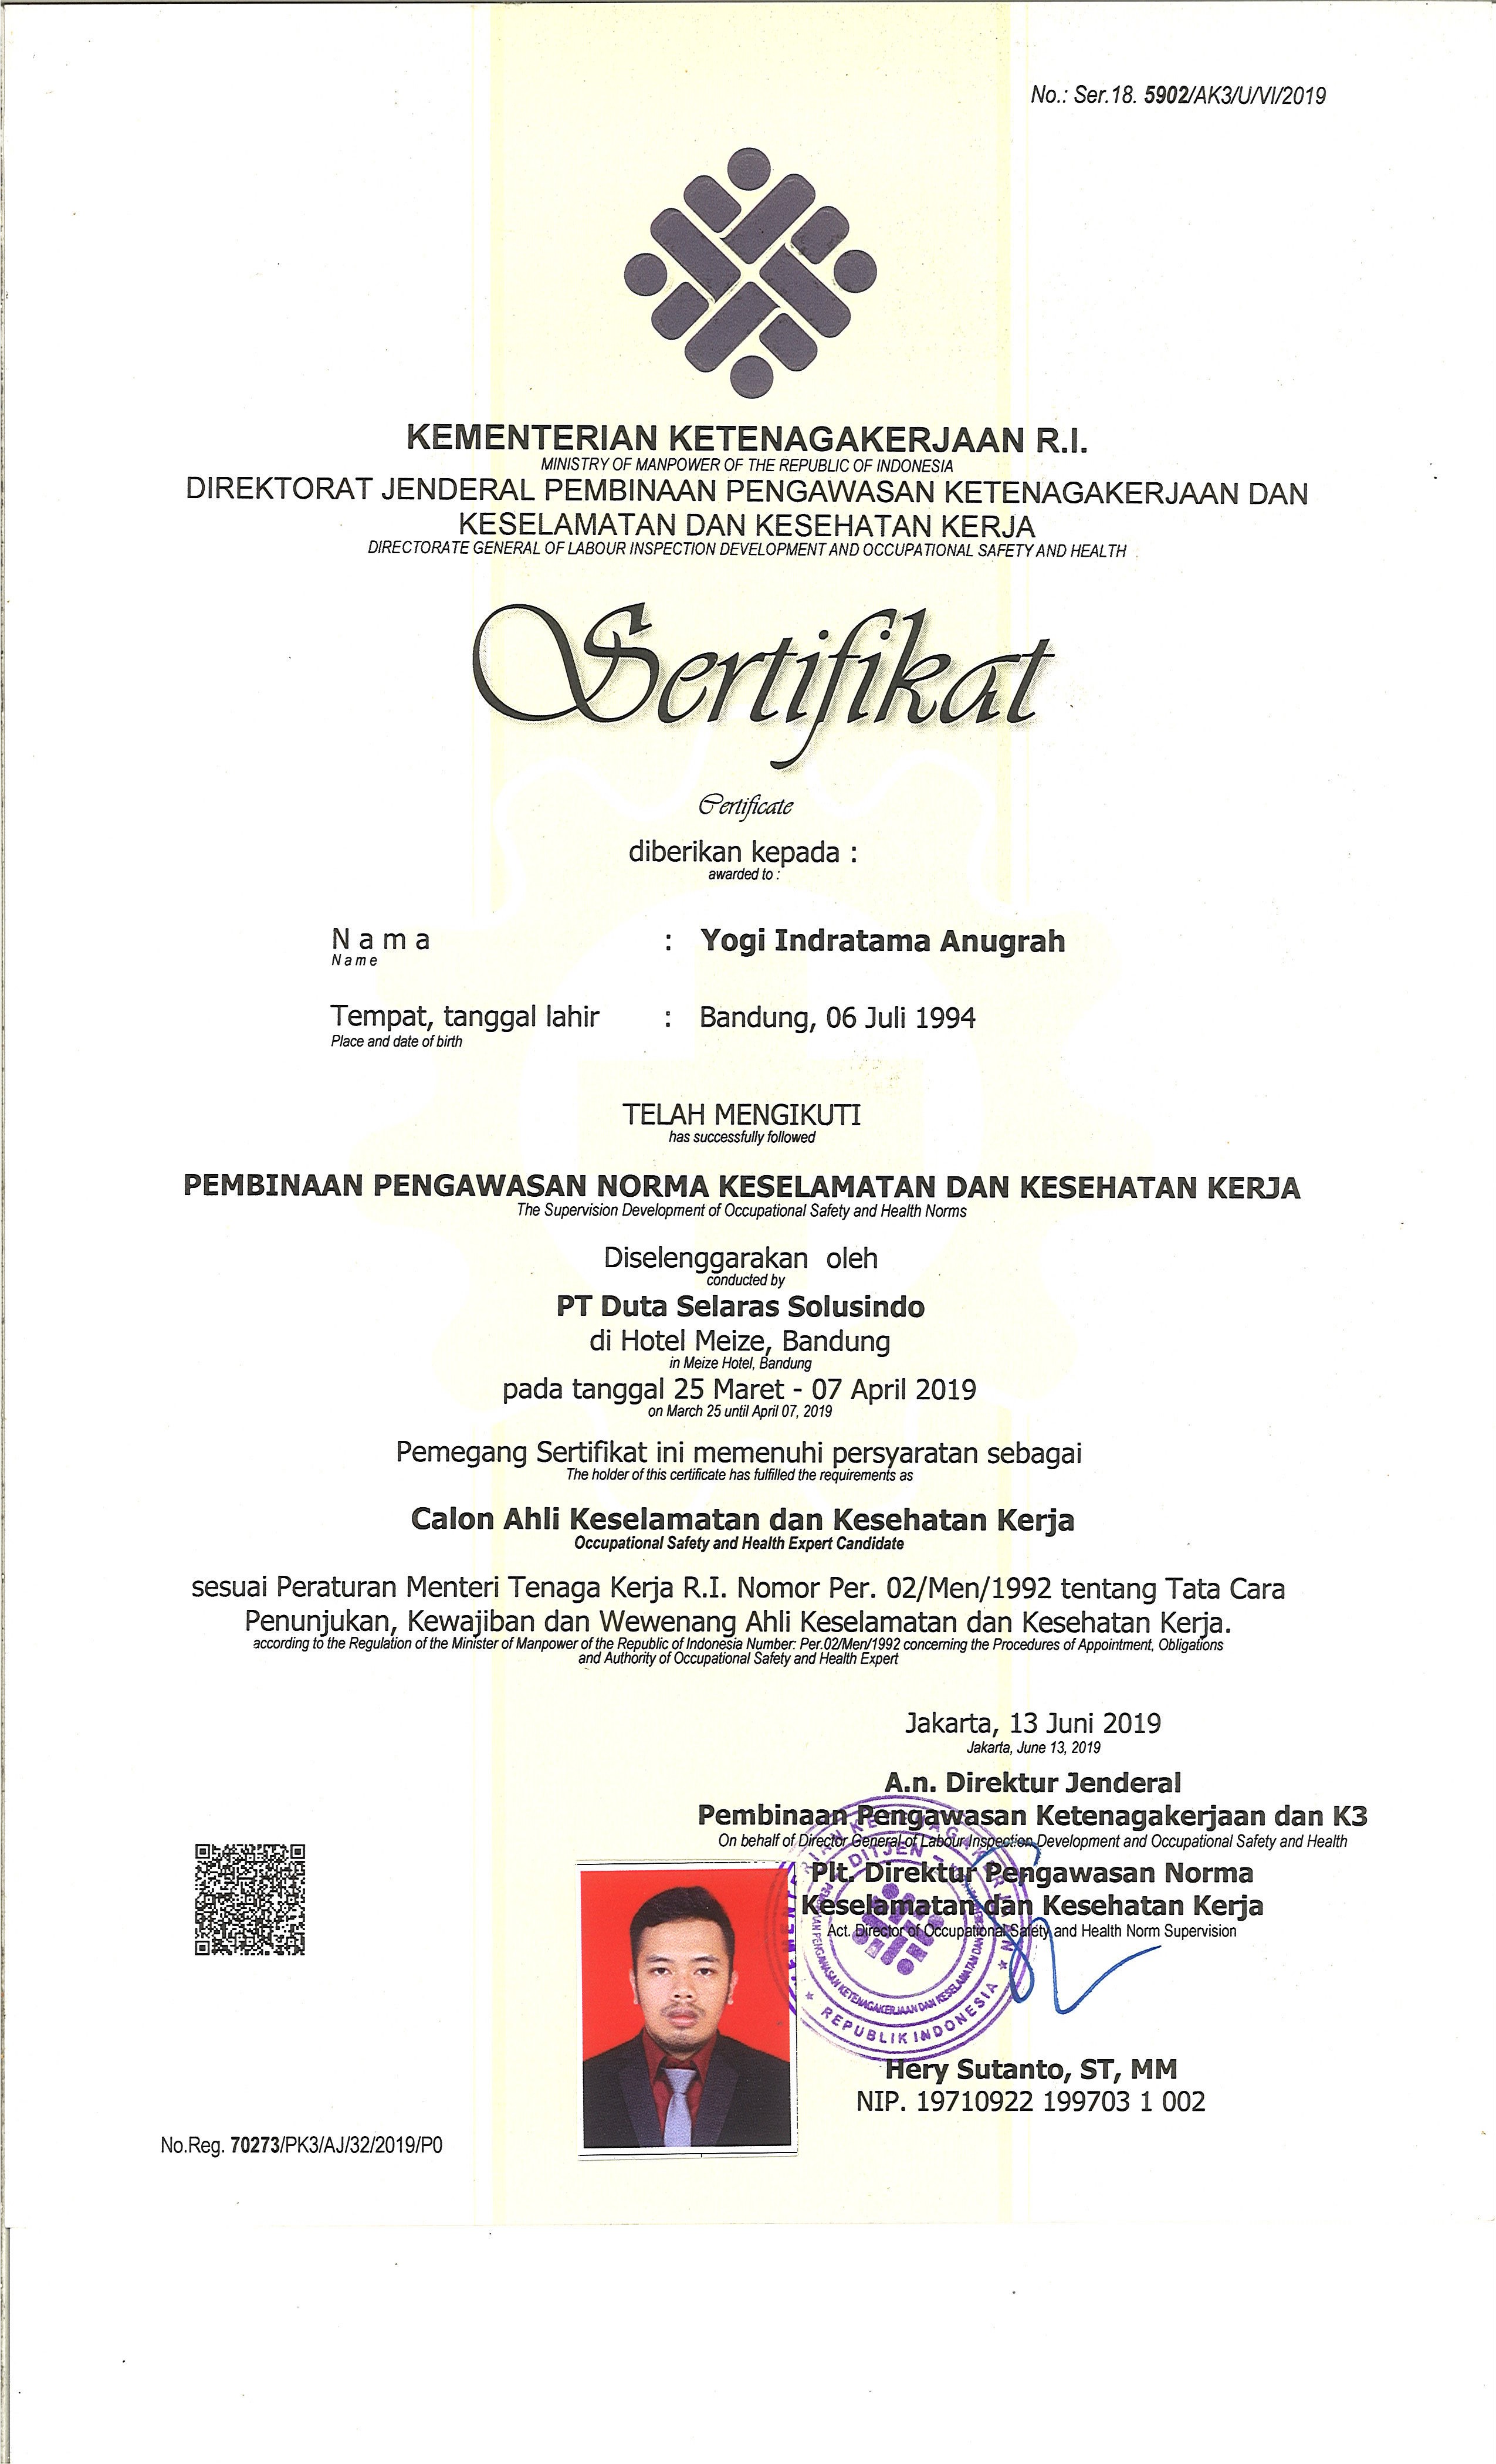 No.: Ser.18. 5902/AK3/U/VI/2019
KEMENTERIAN KETENAGAKERJAAN R.I.
MINISTRY OF MANPOWER OF THE REPUBLIC OF INDONESIA
DIREKTORAT JENDERAL PEMBINAAN PENGAWASAN KETENAGAKERJAAN DAN
KESELAMATAN DAN KESEHATAN KERJA
DIRECTORATE GENERAL OF LABOUR INSPECTION DEVELOPMENT AND OCCUPATIONAL SAFETY AND HEALTH
Sertifikat
Certificate
diberikan kepada :
awarded to :
Nama : Yogi Indratama Anugrah
Name
Tempat, tanggal lahir : Bandung, 06 Juli 1994
Place and date of birth
TELAH MENGIKUTI
has successfully followed
PEMBINAAN PENGAWASAN NORMA KESELAMATAN DAN KESEHATAN KERJA
The Supervision Development of Occupational Safety and Health Norms
Diselenggarakan oleh
conducted by
PT Duta Selaras Solusindo
di Hotel Meize, Bandung
in Meize Hotel, Bandung
pada tanggal 25 Maret - 07 April 2019
on March 25 until April 07, 2019
Pemegang Sertifikat ini memenuhi persyaratan sebagai
The holder of this certificate has fulfilled the requirements as
Calon Ahli Keselamatan dan Kesehatan Kerja
Occupational Safety and Health Expert Candidate
sesuai Peraturan Menteri Tenaga Kerja R.I. Nomor Per. 02/Men/1992 tentang Tata Cara
Penunjukan, Kewajiban dan Wewenang Ahli Keselamatan dan Kesehatan Kerja.
according to the Regulation of the Minister of Manpower of the Republic of Indonesia Number: Per.02/Men/1992 concerning the Procedures of Appointment, Obligations
and Authority of Occupational Safety and Health Expert
Jakarta, 13 Juni 2019
Jakarta, June 13, 2019
A.n. Direktur Jenderal
Pembinaan Pengawasan Ketenagakerjaan dan K3
On behalf of Director General of Labour Inspection Development and Occupational Safety and Health
Plt. Direktur Pengawasan Norma
Keselamatan dan Kesehatan Kerja
Act. Director of Occupational Safety and Health Norm Supervision
DITJEN
REPUBLIK INDONESIA
Hery Sutanto, ST, MM
NIP. 19710922 199703 1 002
No.Reg. 70273/PK3/AJ/32/2019/P0